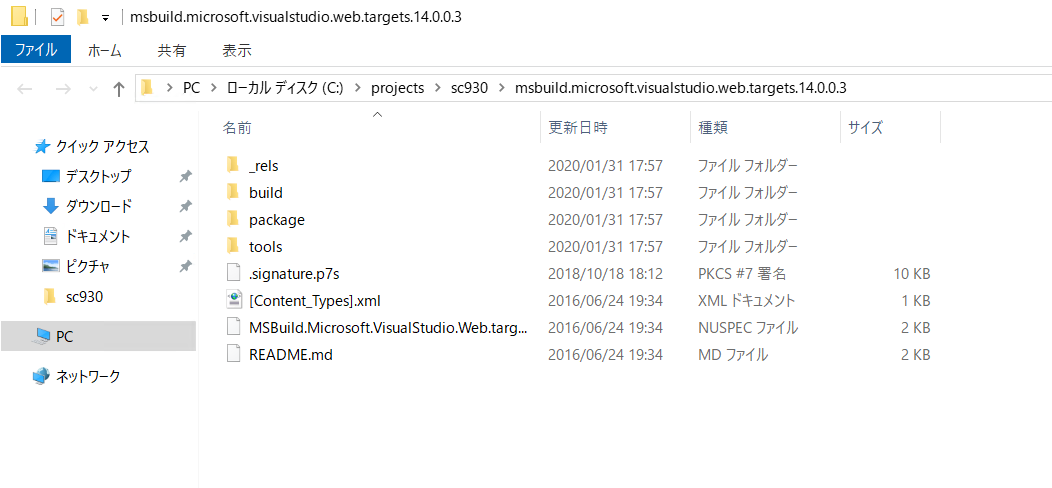 msbuild.microsoft.visualstudio.web.targets.14.0.0.3
ファイル ホーム 共有 表示
PC ローカル ディスク (C:) projects sc930 msbuild.microsoft.visualstudio.web.targets.14.0.0.3
名前 更新日時 種類 サイズ
クイック アクセス
デスクトップ
ダウンロード
ドキュメント
ピクチャ
sc930
PC
ネットワーク
_rels 2020/01/31 17:57 ファイル フォルダー
build 2020/01/31 17:57 ファイル フォルダー
package 2020/01/31 17:57 ファイル フォルダー
tools 2020/01/31 17:57 ファイル フォルダー
.signature.p7s 2018/10/18 18:12 PKCS #7 署名 10 KB
[Content_Types].xml 2016/06/24 19:34 XML ドキュメント 1 KB
MSBuild.Microsoft.VisualStudio.Web.targ... 2016/06/24 19:34 NUSPEC ファイル 2 KB
README.md 2016/06/24 19:34 MD ファイル 2 KB